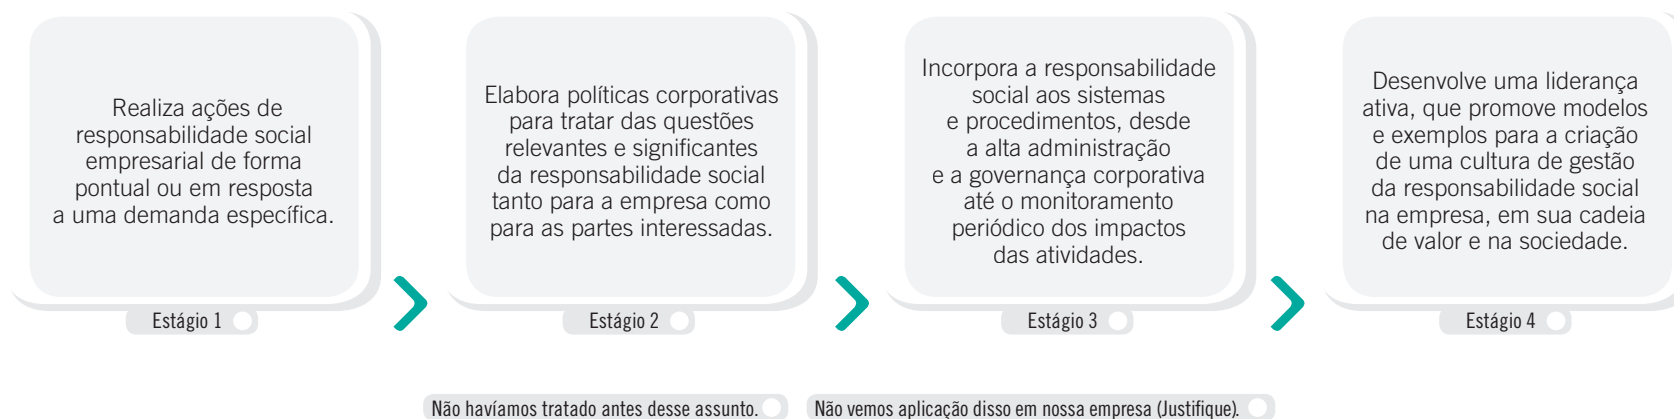 Realiza ações de
responsabilidade social
empresarial de forma
pontual ou em resposta
a uma demanda específica.
Estágio 1
Elabora políticas corporativas
para tratar das questões
relevantes e significantes
da responsabilidade social
tanto para a empresa como
para as partes interessadas.
Estágio 2
Incorpora a responsabilidade
social aos sistemas
e procedimentos, desde
a alta administração
e a governança corporativa
até o monitoramento
periódico dos impactos
das atividades.
Estágio 3
Desenvolve uma liderança
ativa, que promove modelos
e exemplos para a criação
de uma cultura de gestão
da responsabilidade social
na empresa, em sua cadeia
de valor e na sociedade.
Estágio 4
Não havíamos tratado antes desse assunto.
Não vemos aplicação disso em nossa empresa (Justifique).